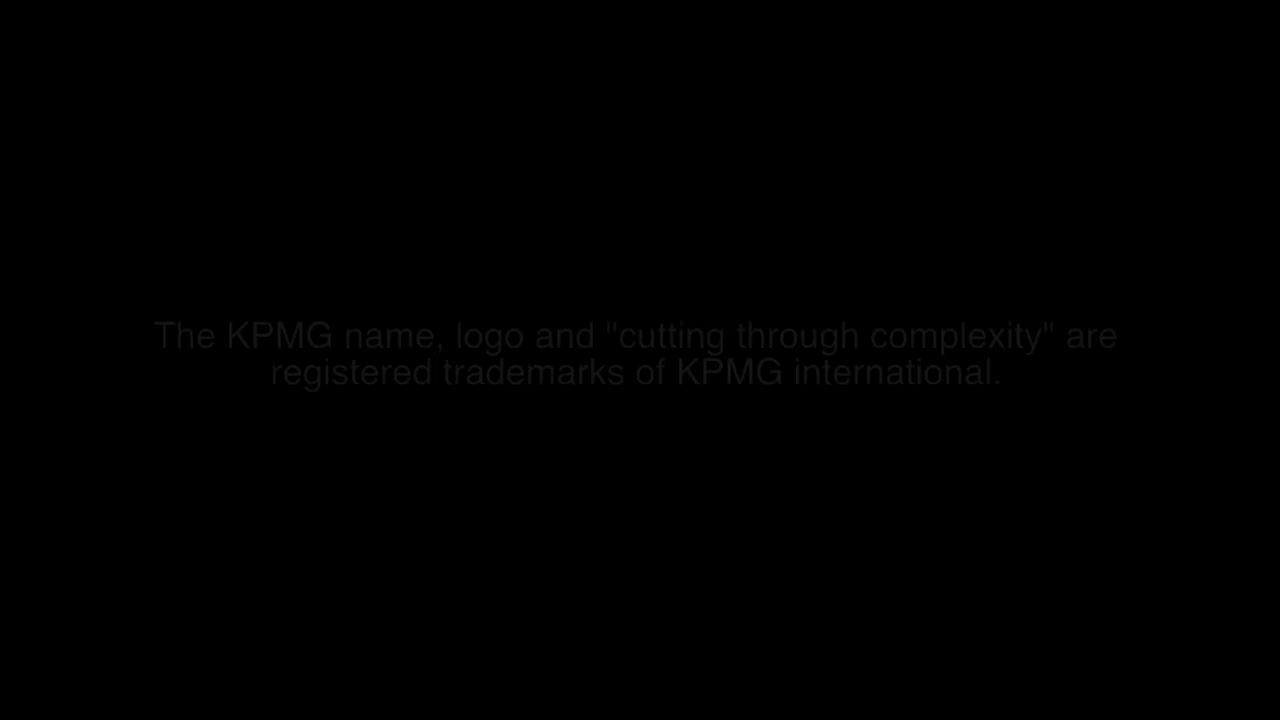 The KPMG name, logo and "cutting through complexity" are
registered trademarks of KPMG international.